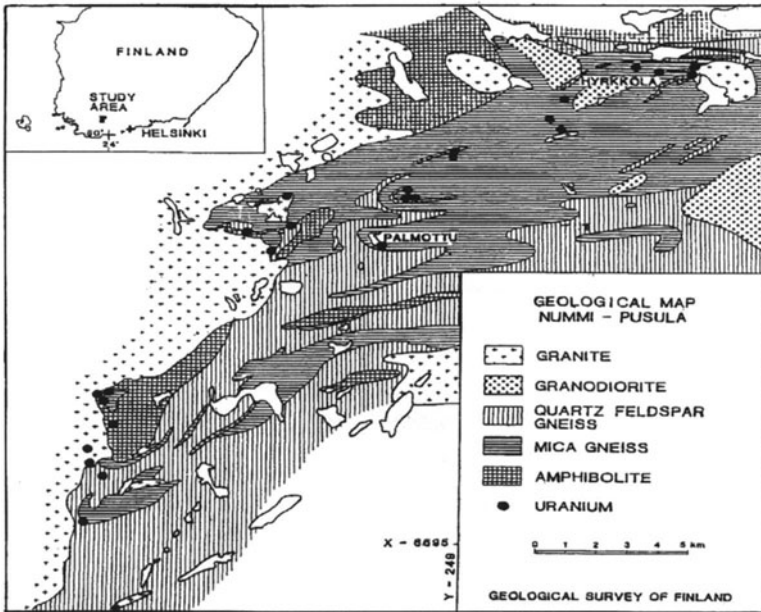 FINLAND
STUDY
AREA
60°
24°
HELSINKI
HYRKKÖLÄ
PALMOTTU
GEOLOGICAL MAP
NUMMI - PUSULA
GRANITE
GRANODIORITE
QUARTZ FELDSPAR
GNEISS
MICA GNEISS
AMPHIBOLITE
URANIUM
X - 6695
Y - 249
0 1 2 3 4 5 km
GEOLOGICAL SURVEY OF FINLAND